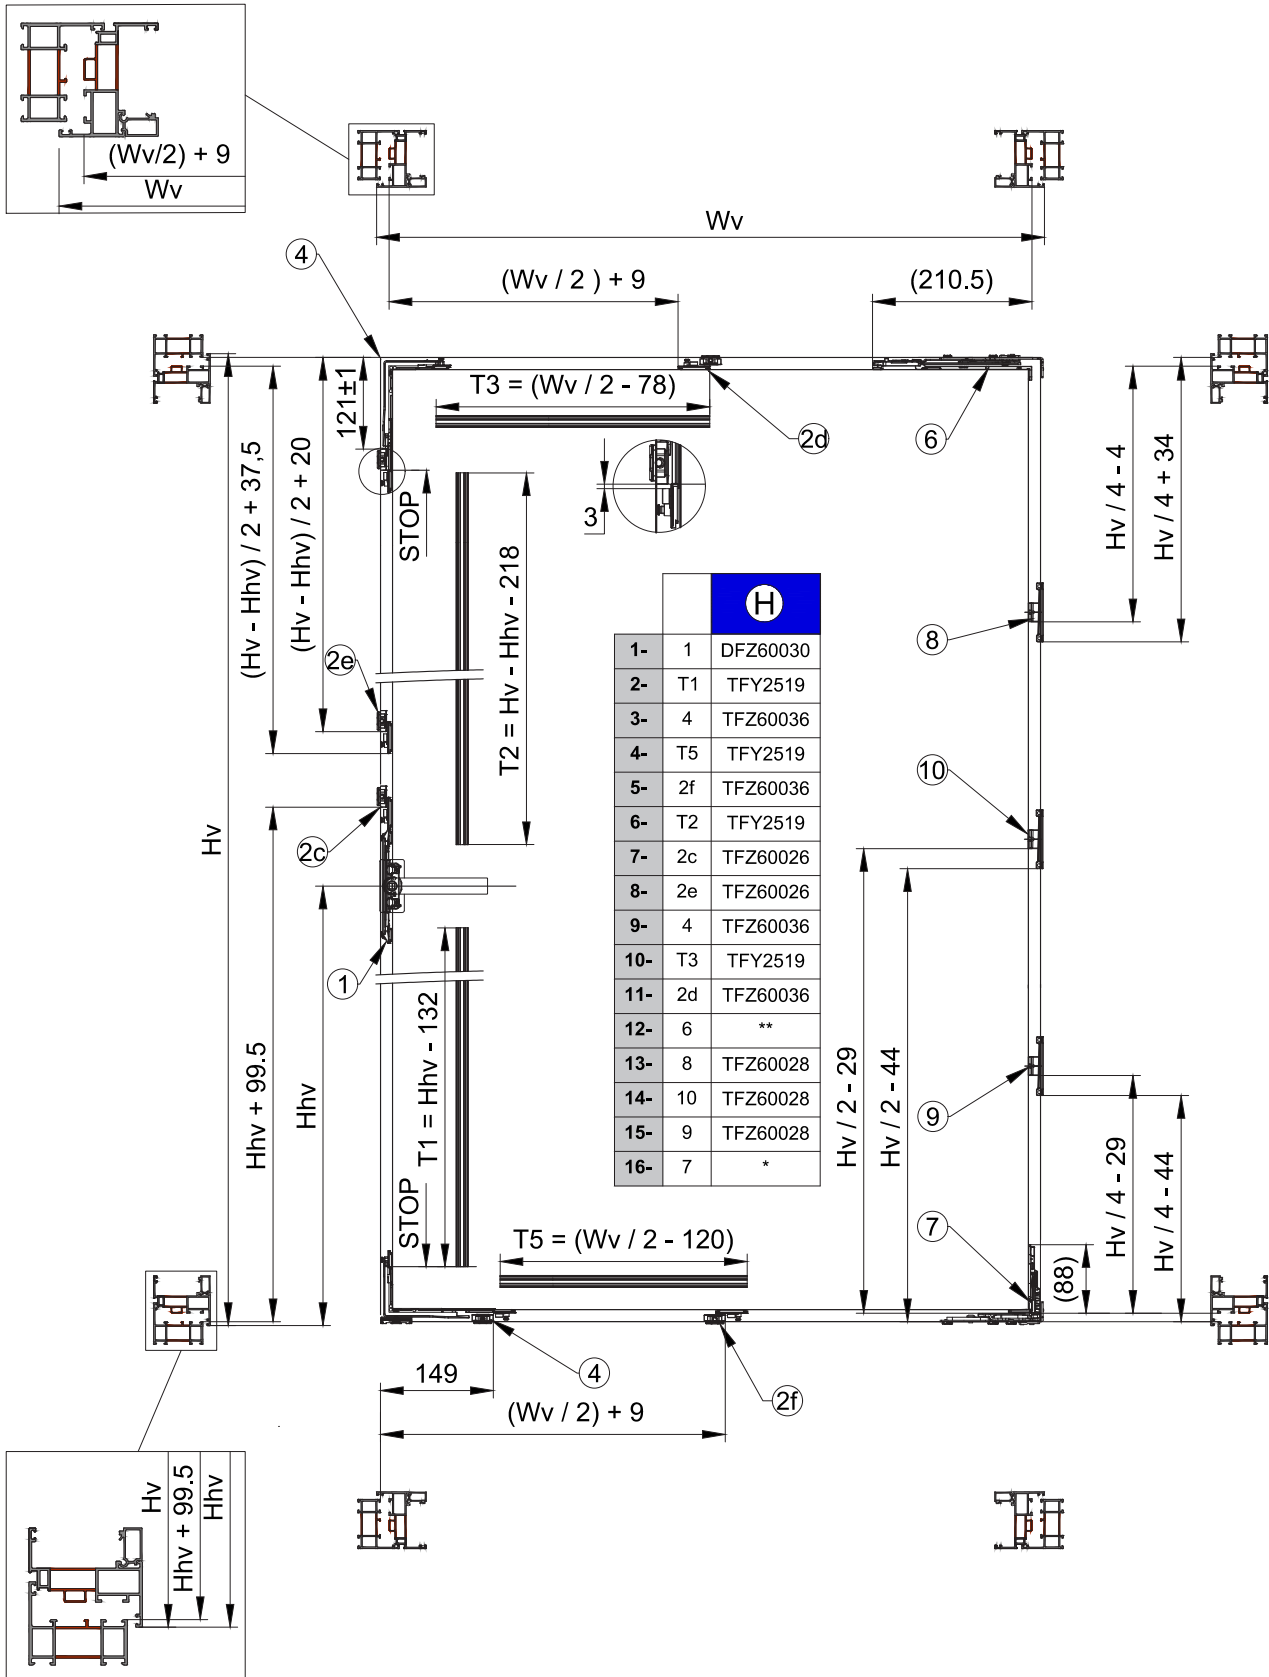 (Wv/2) + 9
Wv
Wv
4
(Wv / 2 ) + 9
(210.5)
T3 = (Wv / 2 - 78)
2d
6
121±1
STOP
3
(Hv - Hhv) / 2 + 37,5
(Hv - Hhv) / 2 + 20
T2 = Hv - Hhv - 218
Hv / 4 - 4
Hv / 4 + 34
H
1- 1 DFZ60030
2- T1 TFY2519
3- 4 TFZ60036
4- T5 TFY2519
5- 2f TFZ60036
6- T2 TFY2519
7- 2c TFZ60026
8- 2e TFZ60026
9- 4 TFZ60036
10- T3 TFY2519
11- 2d TFZ60036
12- 6 **
13- 8 TFZ60028
14- 10 TFZ60028
15- 9 TFZ60028
16- 7 *
8
2e
10
Hv
2c
1
Hhv + 99.5
Hhv
T1 = Hhv - 132
STOP
Hv / 2 - 29
Hv / 2 - 44
9
Hv / 4 - 29
Hv / 4 - 44
7
(88)
T5 = (Wv / 2 - 120)
149
4
(Wv / 2) + 9
2f
Hv
Hhv + 99.5
Hhv